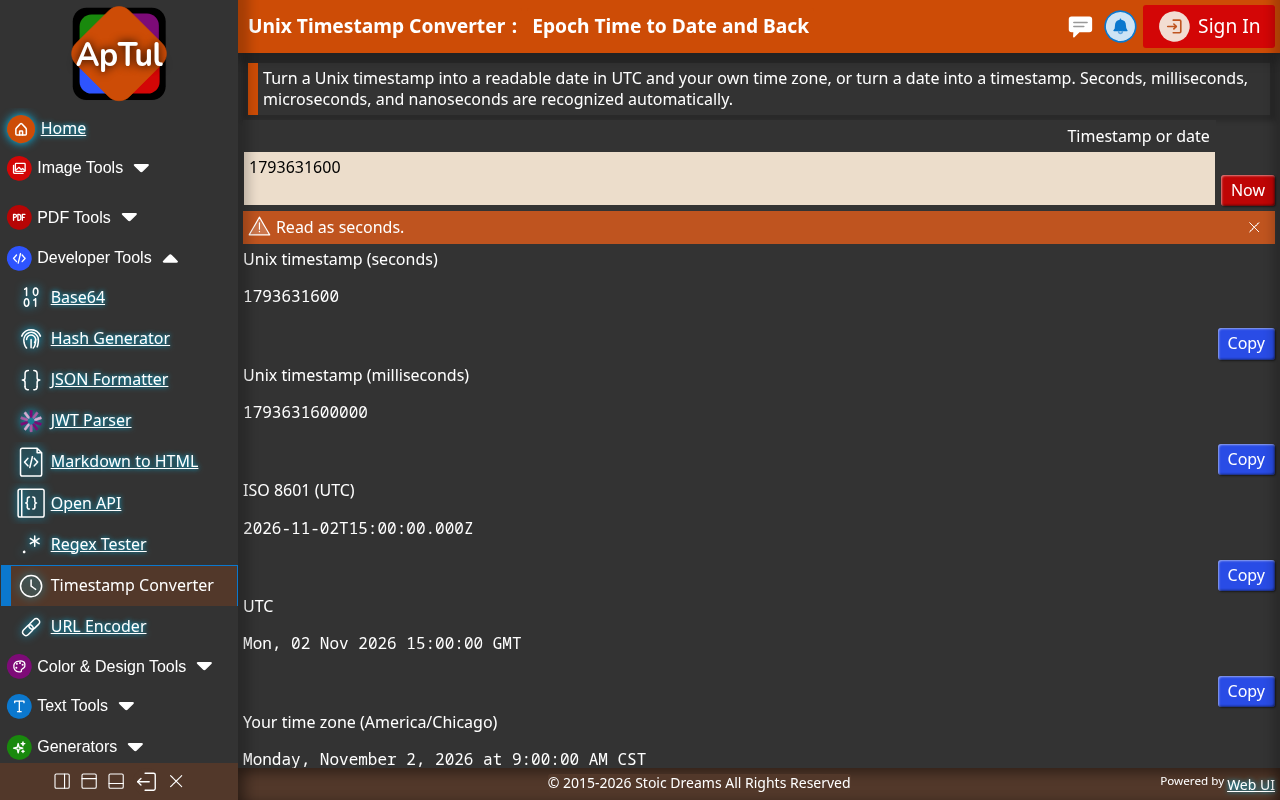 ApTul
Home
Image Tools
PDF
PDF Tools
Developer Tools
Base64
Hash Generator
JSON Formatter
JWT Parser
Markdown to HTML
Open API
Regex Tester
Timestamp Converter
URL Encoder
Color & Design Tools
Text Tools
Generators
Unix Timestamp Converter : Epoch Time to Date and Back
Sign In
Turn a Unix timestamp into a readable date in UTC and your own time zone, or turn a date into a timestamp. Seconds, milliseconds,
microseconds, and nanoseconds are recognized automatically.
Timestamp or date
1793631600
Now
Read as seconds.
Unix timestamp (seconds)
1793631600
Copy
Unix timestamp (milliseconds)
1793631600000
Copy
ISO 8601 (UTC)
2026-11-02T15:00:00.000Z
Copy
UTC
Mon, 02 Nov 2026 15:00:00 GMT
Copy
Your time zone (America/Chicago)
Monday, November 2, 2026 at 9:00:00 AM CST
© 2015-2026 Stoic Dreams All Rights Reserved
Powered by Web UI